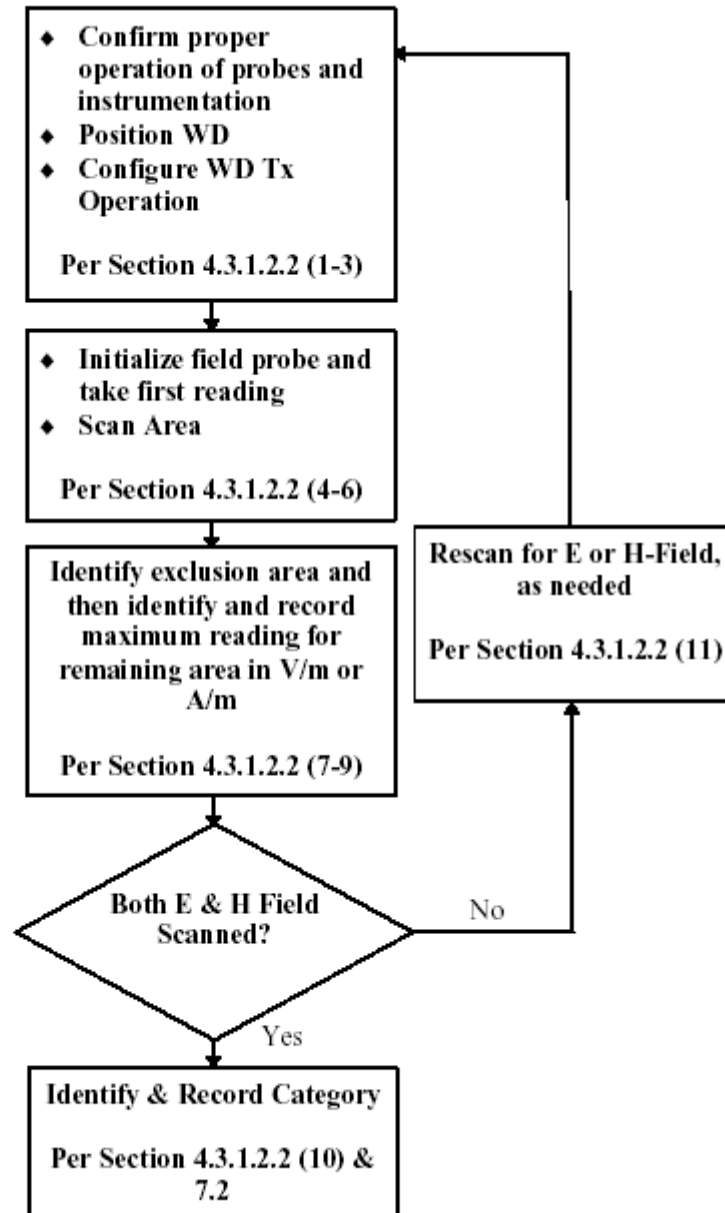 ♦ Confirm proper
operation of probes and
instrumentation
♦ Position WD
♦ Configure WD Tx
Operation
Per Section 4.3.1.2.2 (1-3)
♦ Initialize field probe and
take first reading
♦ Scan Area
Per Section 4.3.1.2.2 (4-6)
Identify exclusion area and
then identify and record
maximum reading for
remaining area in V/m or
A/m
Per Section 4.3.1.2.2 (7-9)
Rescan for E or H-Field,
as needed
Per Section 4.3.1.2.2 (11)
Both E & H Field
Scanned?
No
Yes
Identify & Record Category
Per Section 4.3.1.2.2 (10) &
7.2